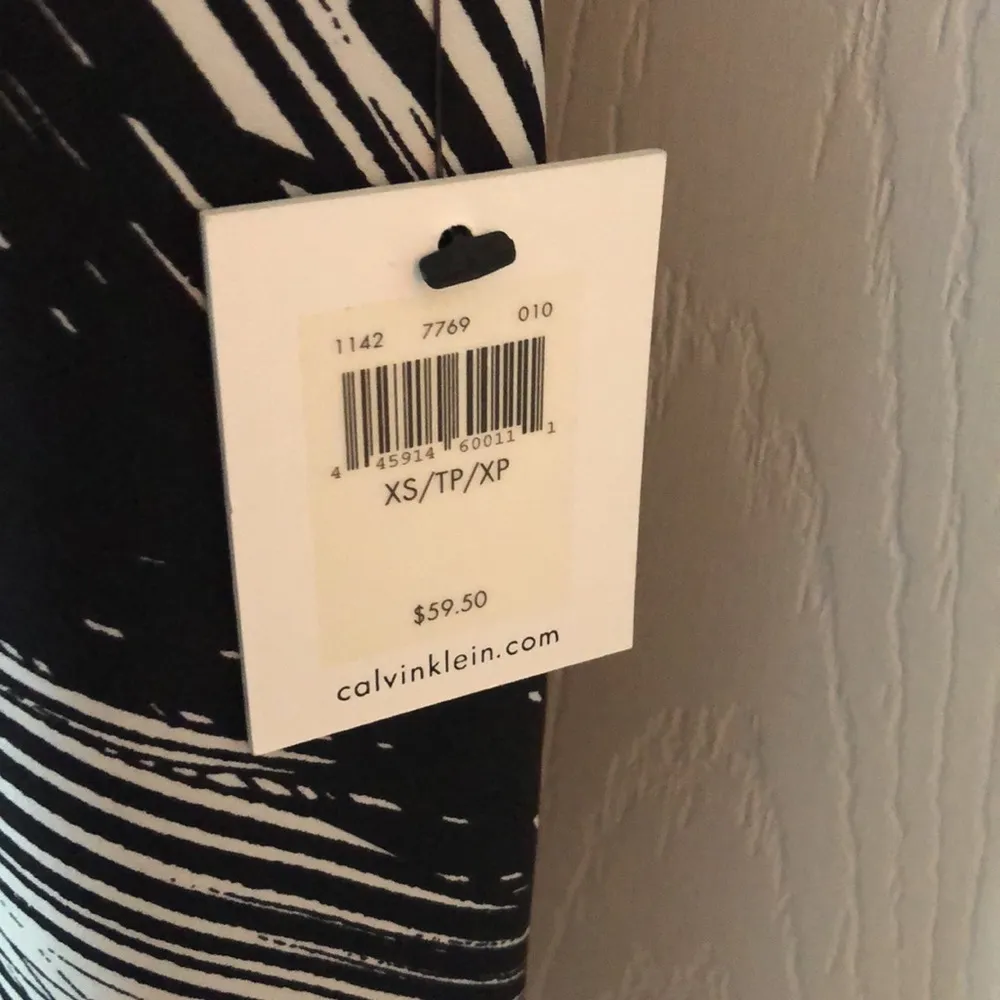 1142 7769 010
4 45914 60011 1
XS/TP/XP
$59.50
calvinklein.com